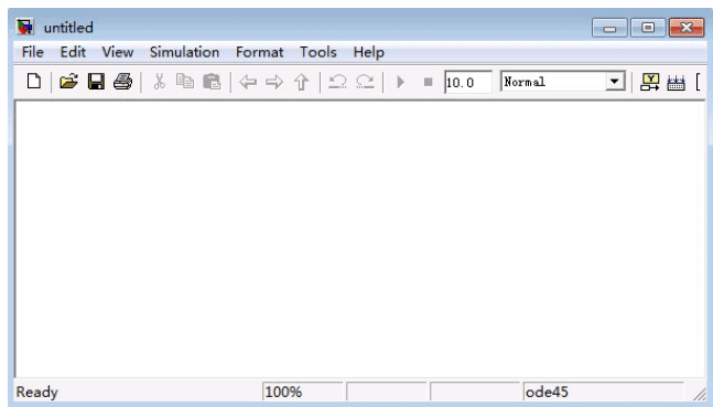 untitled
File Edit View Simulation Format Tools Help
10.0 Normal
Ready 100% ode45